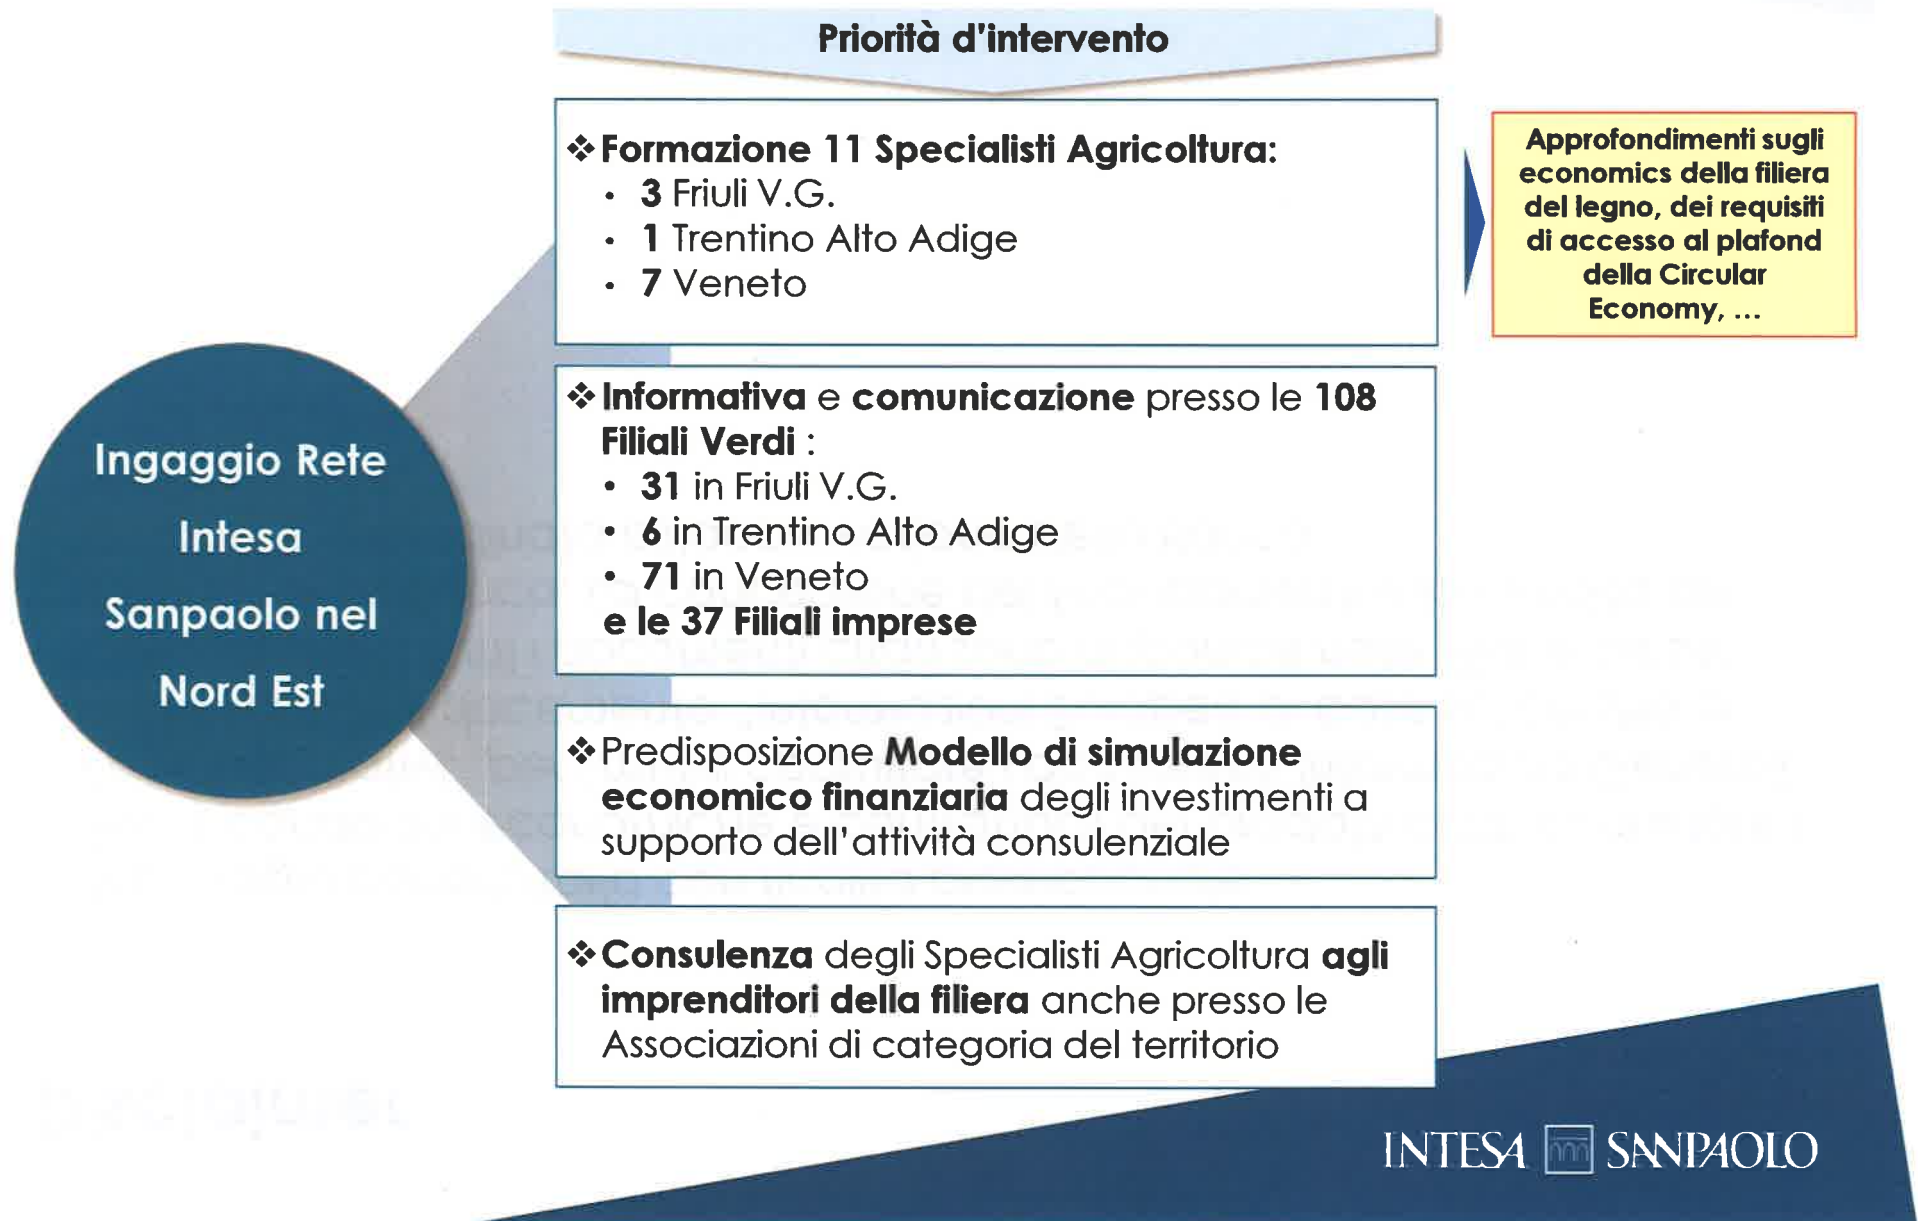 Priorità d'intervento
❖ Formazione 11 Specialisti Agricoltura:
• 3 Friuli V.G.
• 1 Trentino Alto Adige
• 7 Veneto
Approfondimenti sugli
economics della filiera
del legno, dei requisiti
di accesso al plafond
della Circular
Economy, ...
Ingaggio Rete
Intesa
Sanpaolo nel
Nord Est
❖ Informativa e comunicazione presso le 108
Filiali Verdi :
• 31 in Friuli V.G.
• 6 in Trentino Alto Adige
• 71 in Veneto
e le 37 Filiali imprese
❖ Predisposizione Modello di simulazione
economico finanziaria degli investimenti a
supporto dell'attività consulenziale
❖ Consulenza degli Specialisti Agricoltura agli
imprenditori della filiera anche presso le
Associazioni di categoria del territorio
INTESA SANPAOLO